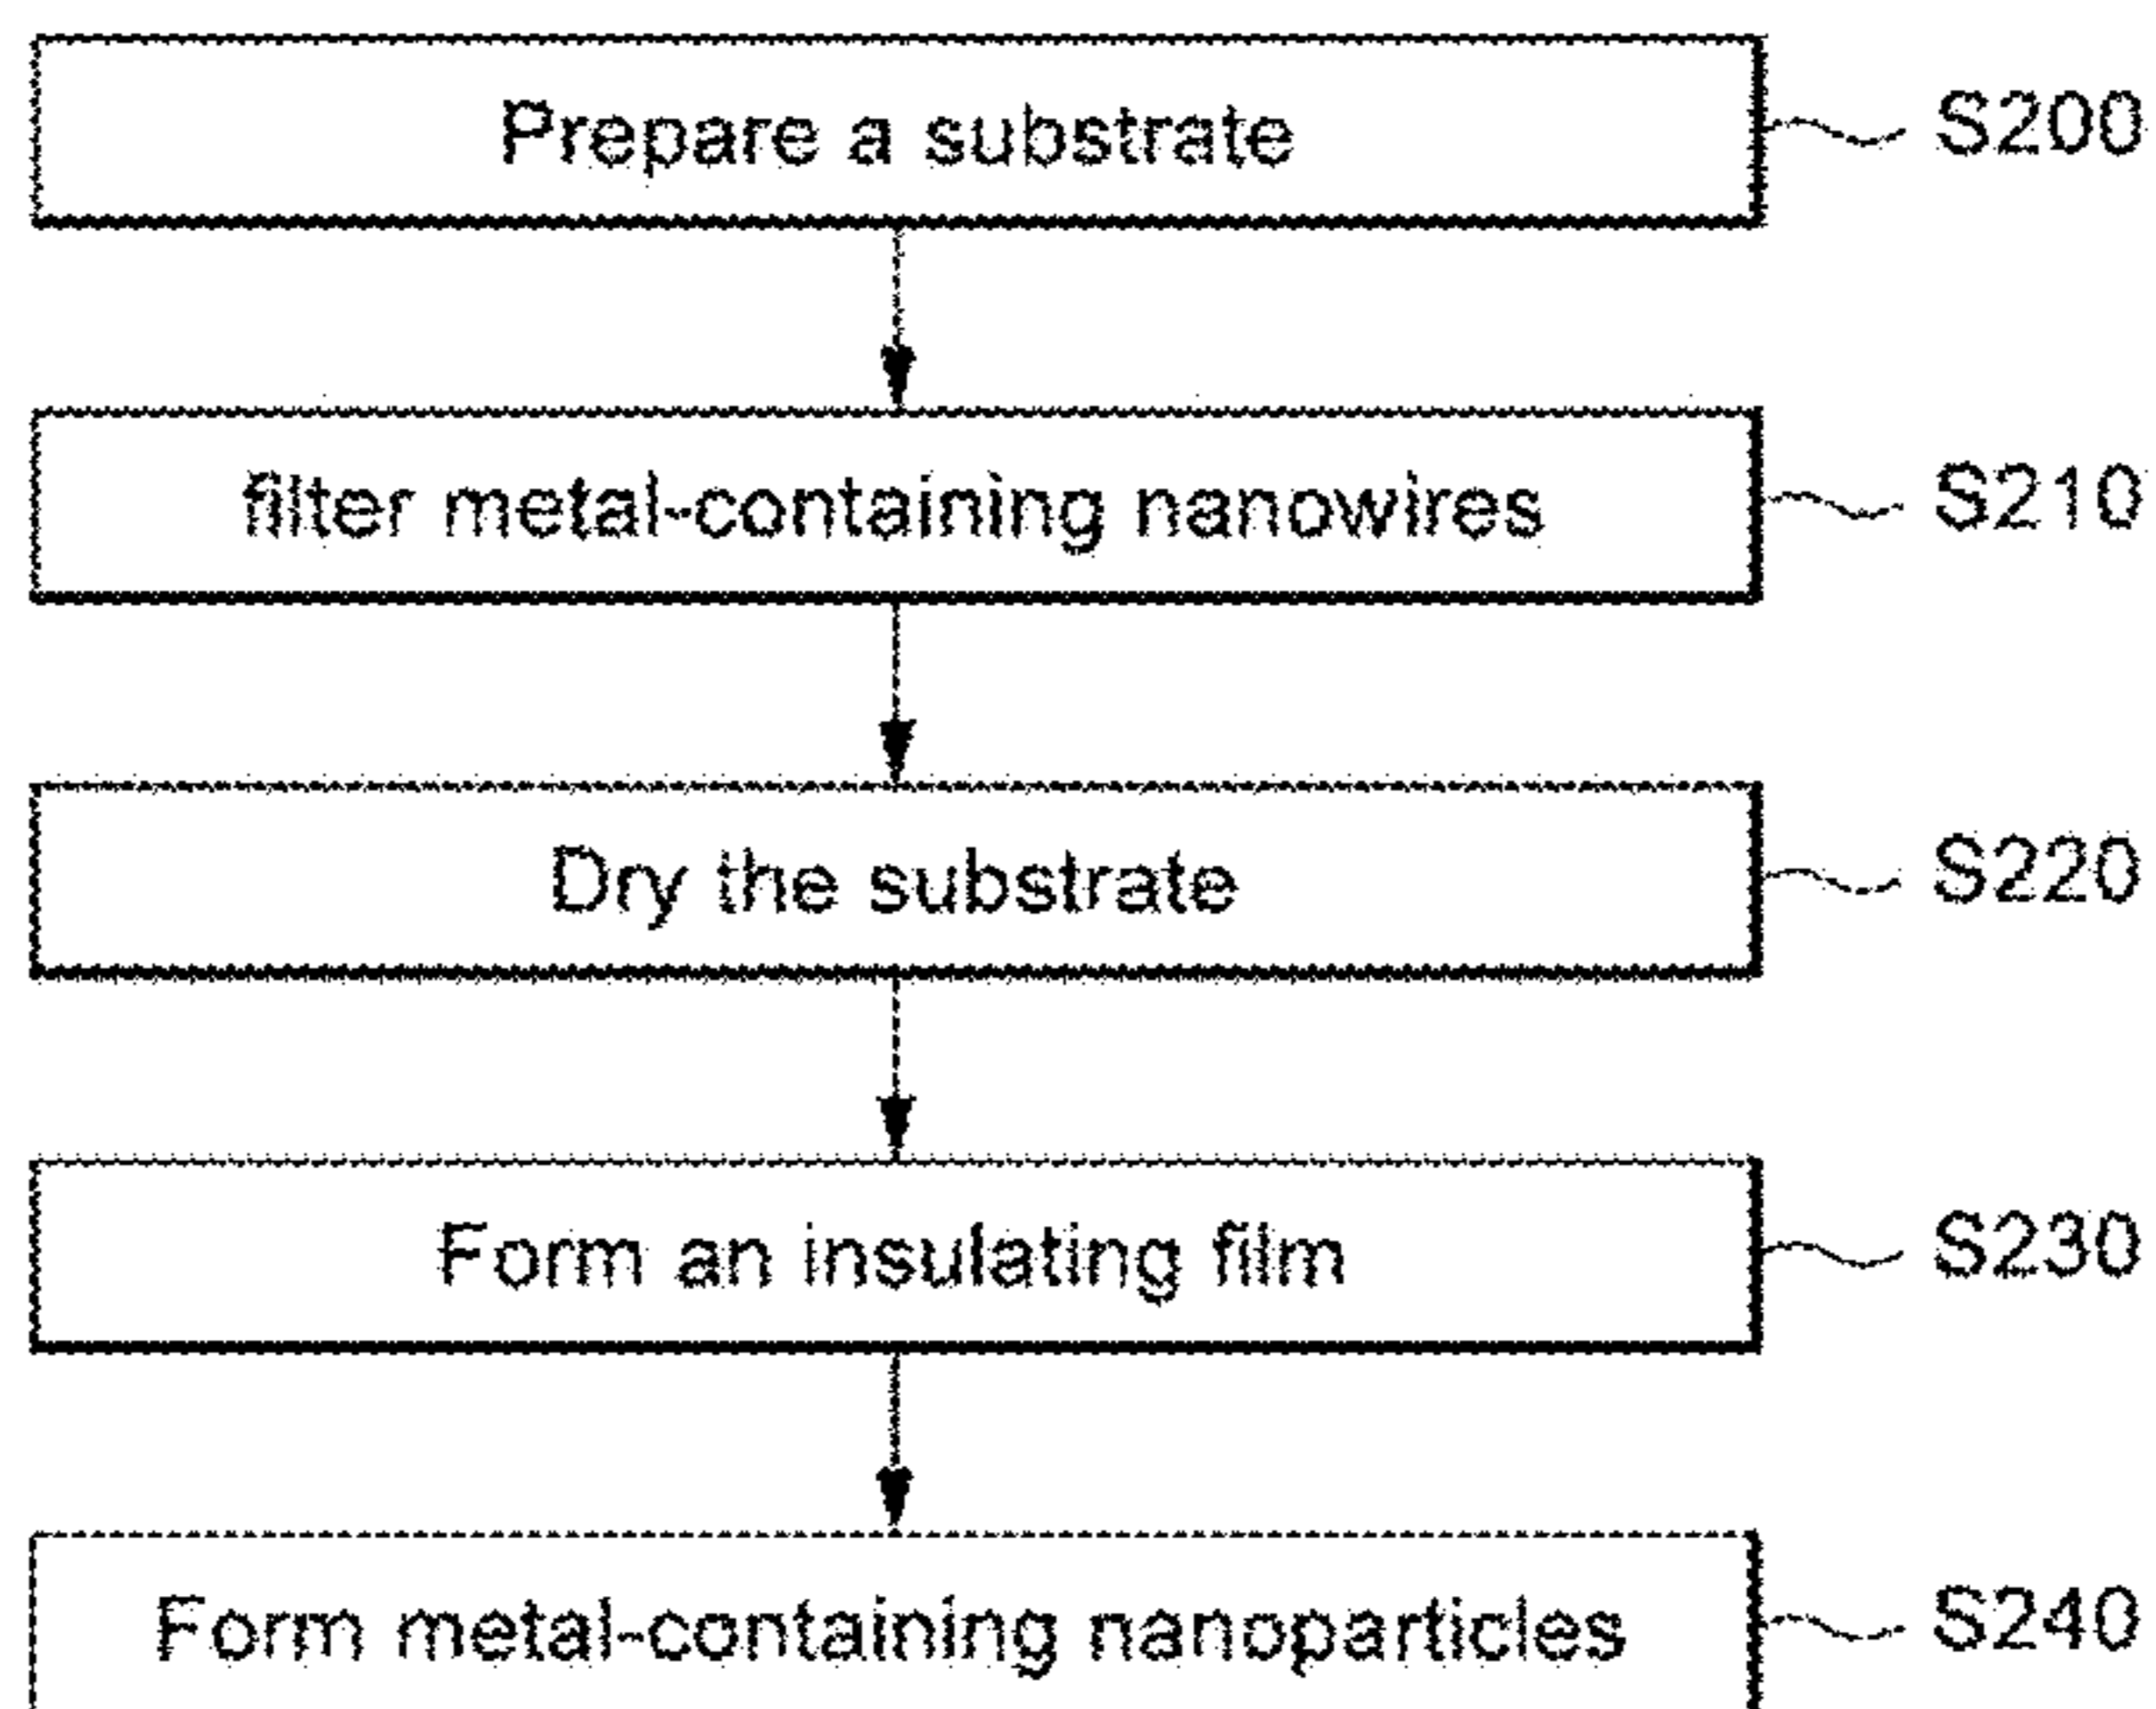 Prepare a substrate S200
filter metal-containing nanowires S210
Dry the substrate S220
Form an insulating film S230
Form metal-containing nanoparticles S240